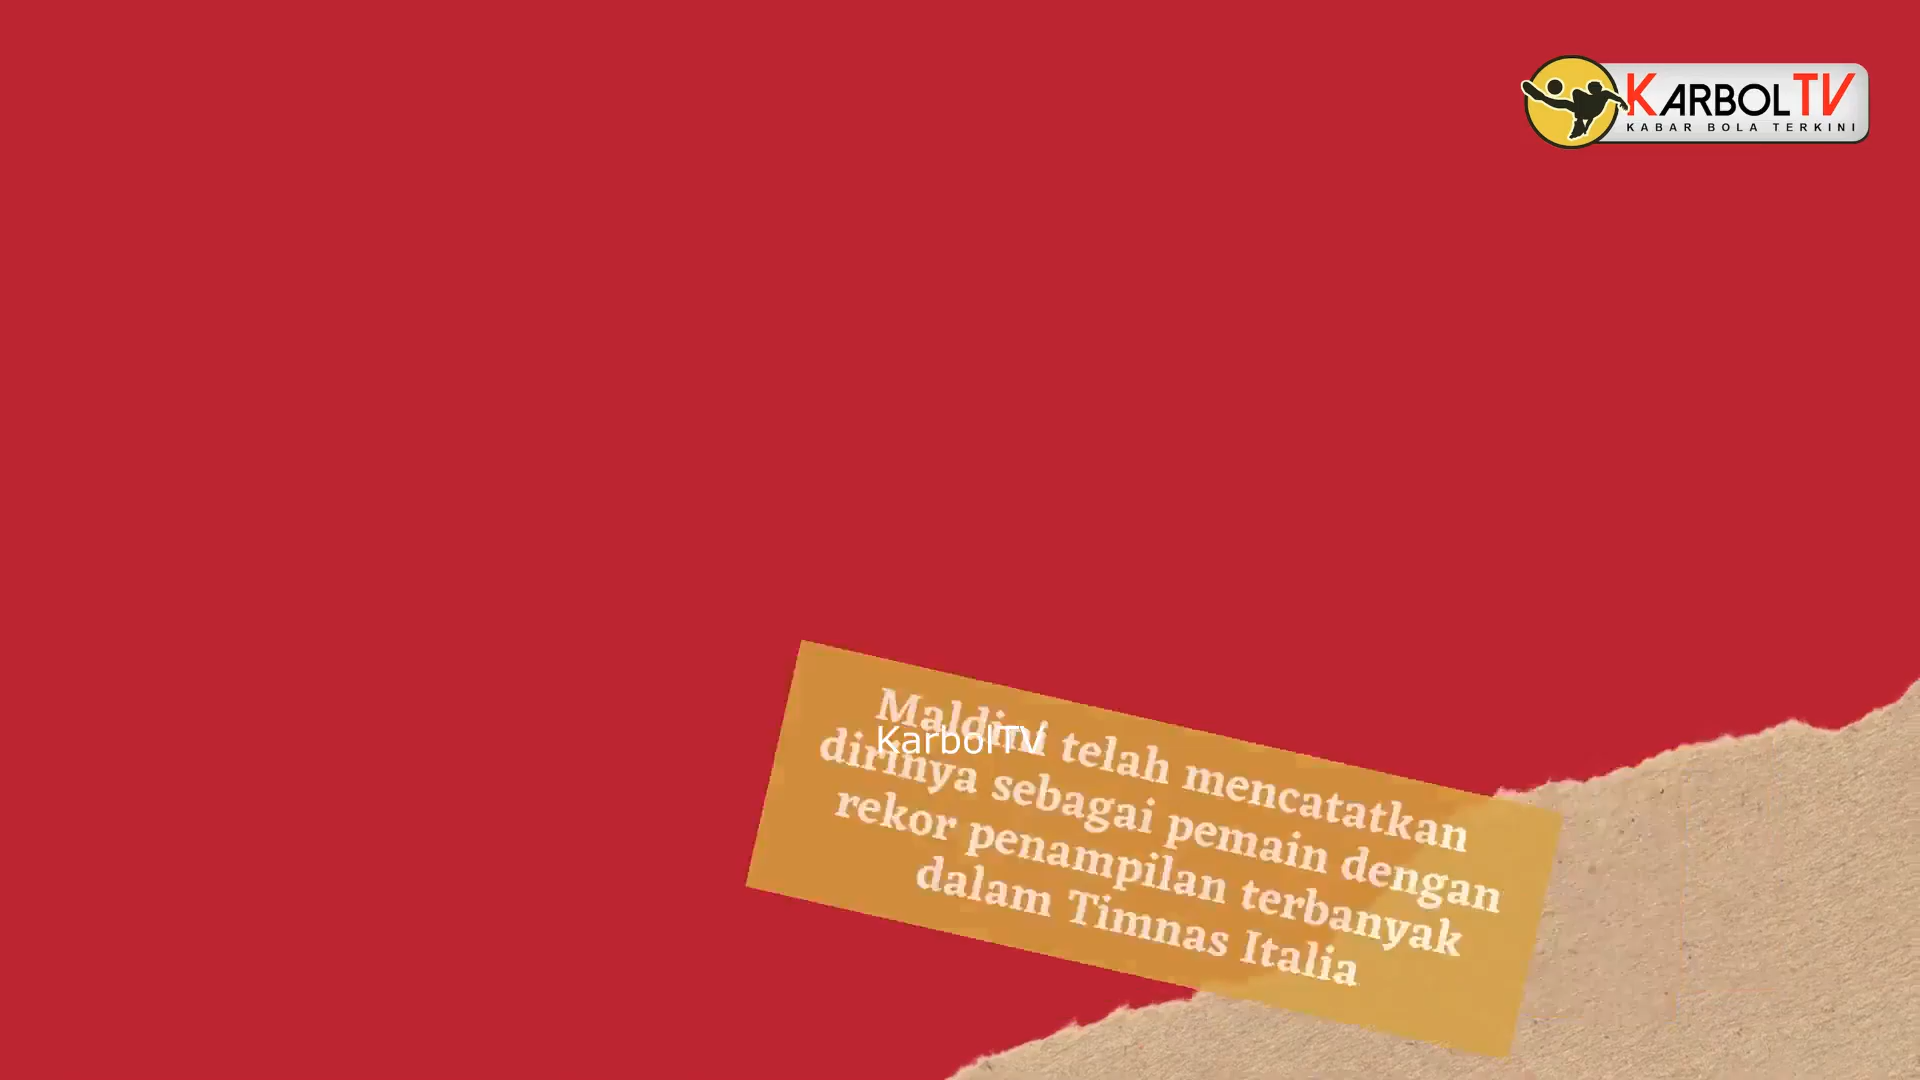 KARBOLTV
KABAR BOLA TERKINI
Maldini telah mencatatkan
dirinya sebagai pemain dengan
rekor penampilan terbanyak
dalam Timnas Italia
KarbolTV